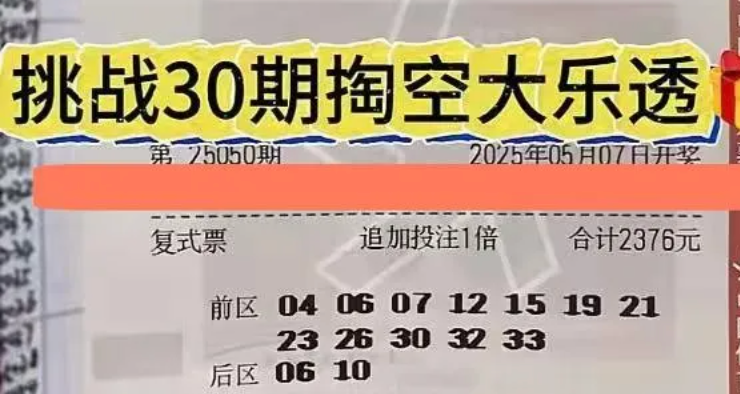 挑战30期掏空大乐透
第 25050期 2025年05月07日开奖
复式票 追加投注1倍 合计2376元
前区 04 06 07 12 15 19 21
23 26 30 32 33
后区 06 10